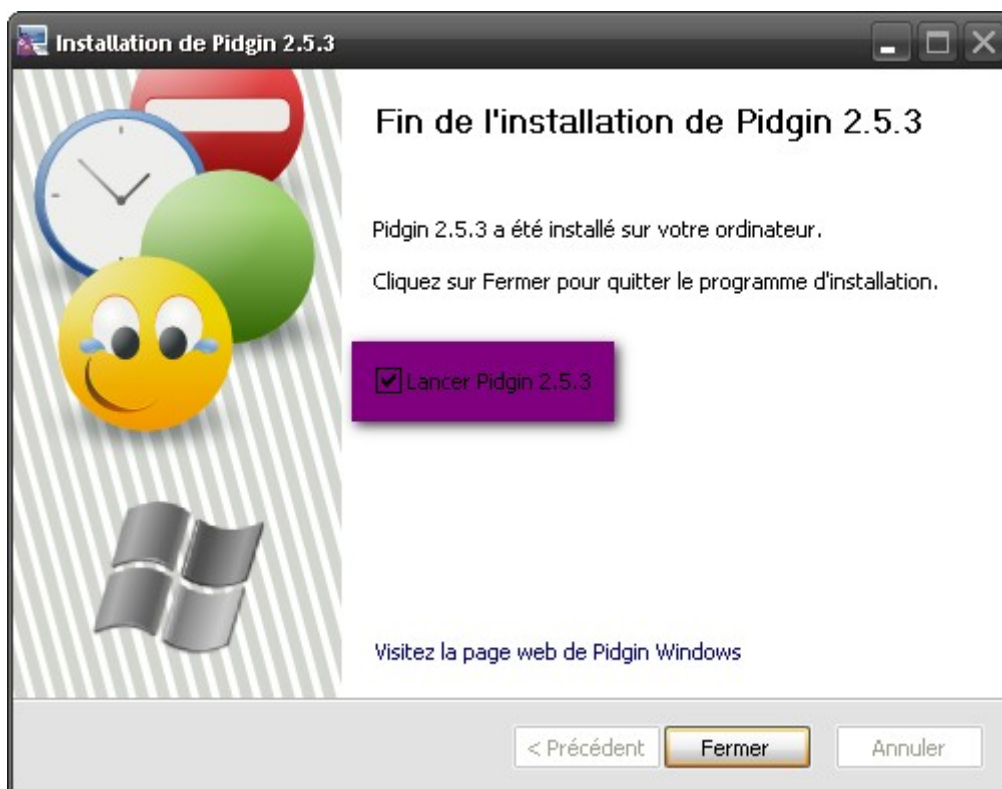 Installation de Pidgin 2.5.3
Fin de l'installation de Pidgin 2.5.3
Pidgin 2.5.3 a été installé sur votre ordinateur.
Cliquez sur Fermer pour quitter le programme d'installation.
Lancer Pidgin 2.5.3
Visitez la page web de Pidgin Windows
< Précédent
Fermer
Annuler